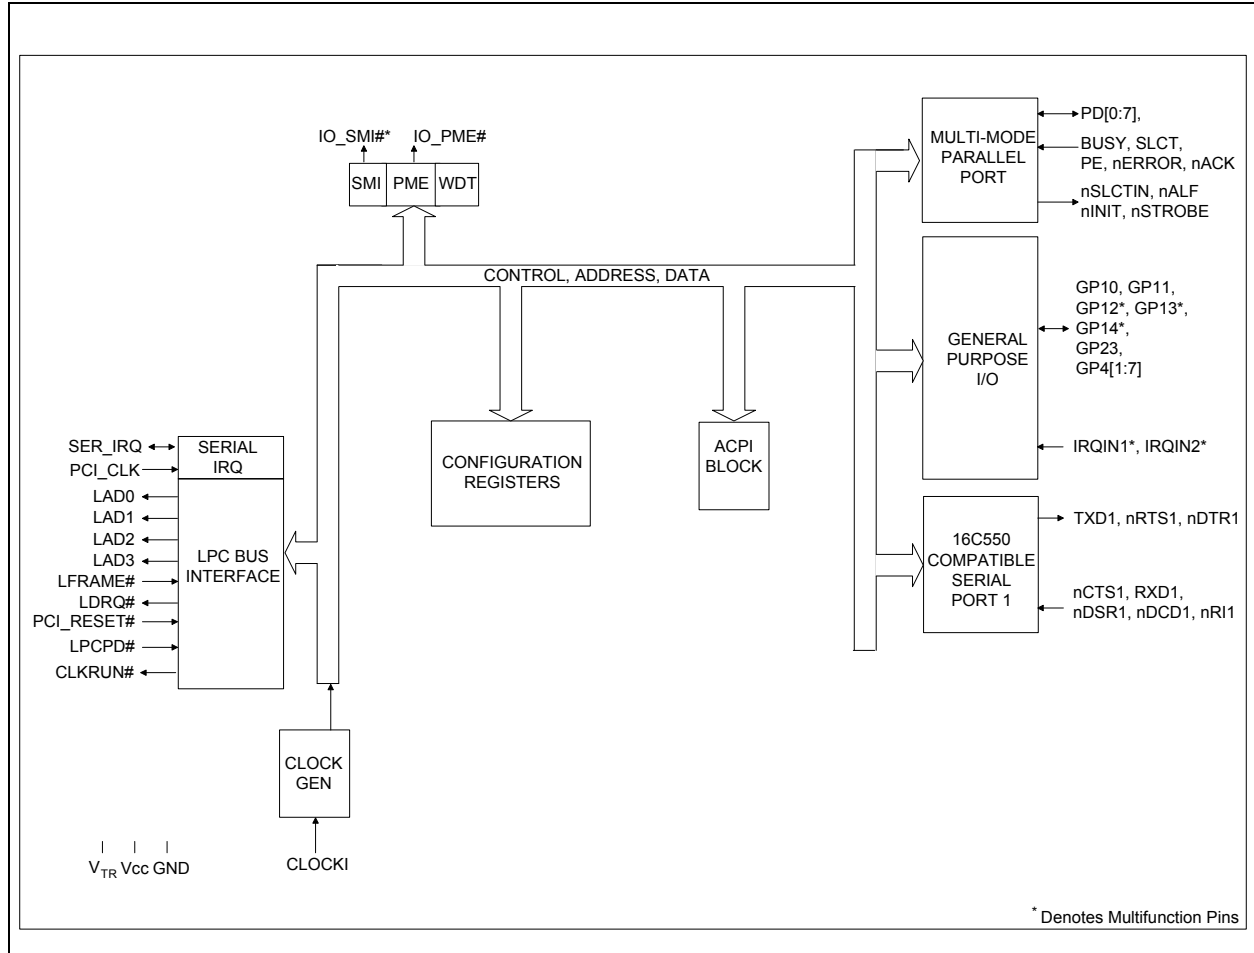 IO_SMI#* IO_PME#
SMI PME WDT
CONTROL, ADDRESS, DATA
MULTI-MODE
PARALLEL
PORT
PD[0:7],
BUSY, SLCT,
PE, nERROR, nACK
nSLCTIN, nALF
nINIT, nSTROBE
GENERAL
PURPOSE
I/O
GP10, GP11,
GP12*, GP13*,
GP14*,
GP23,
GP4[1:7]
IRQIN1*, IRQIN2*
16C550
COMPATIBLE
SERIAL
PORT 1
TXD1, nRTS1, nDTR1
nCTS1, RXD1,
nDSR1, nDCD1, nRI1
CONFIGURATION
REGISTERS
ACPI
BLOCK
SER_IRQ
PCI_CLK
LAD0
LAD1
LAD2
LAD3
LFRAME#
LDRQ#
PCI_RESET#
LPCPD#
CLKRUN#
SERIAL
IRQ
LPC BUS
INTERFACE
CLOCK
GEN
CLOCKI
VTR Vcc GND
* Denotes Multifunction Pins